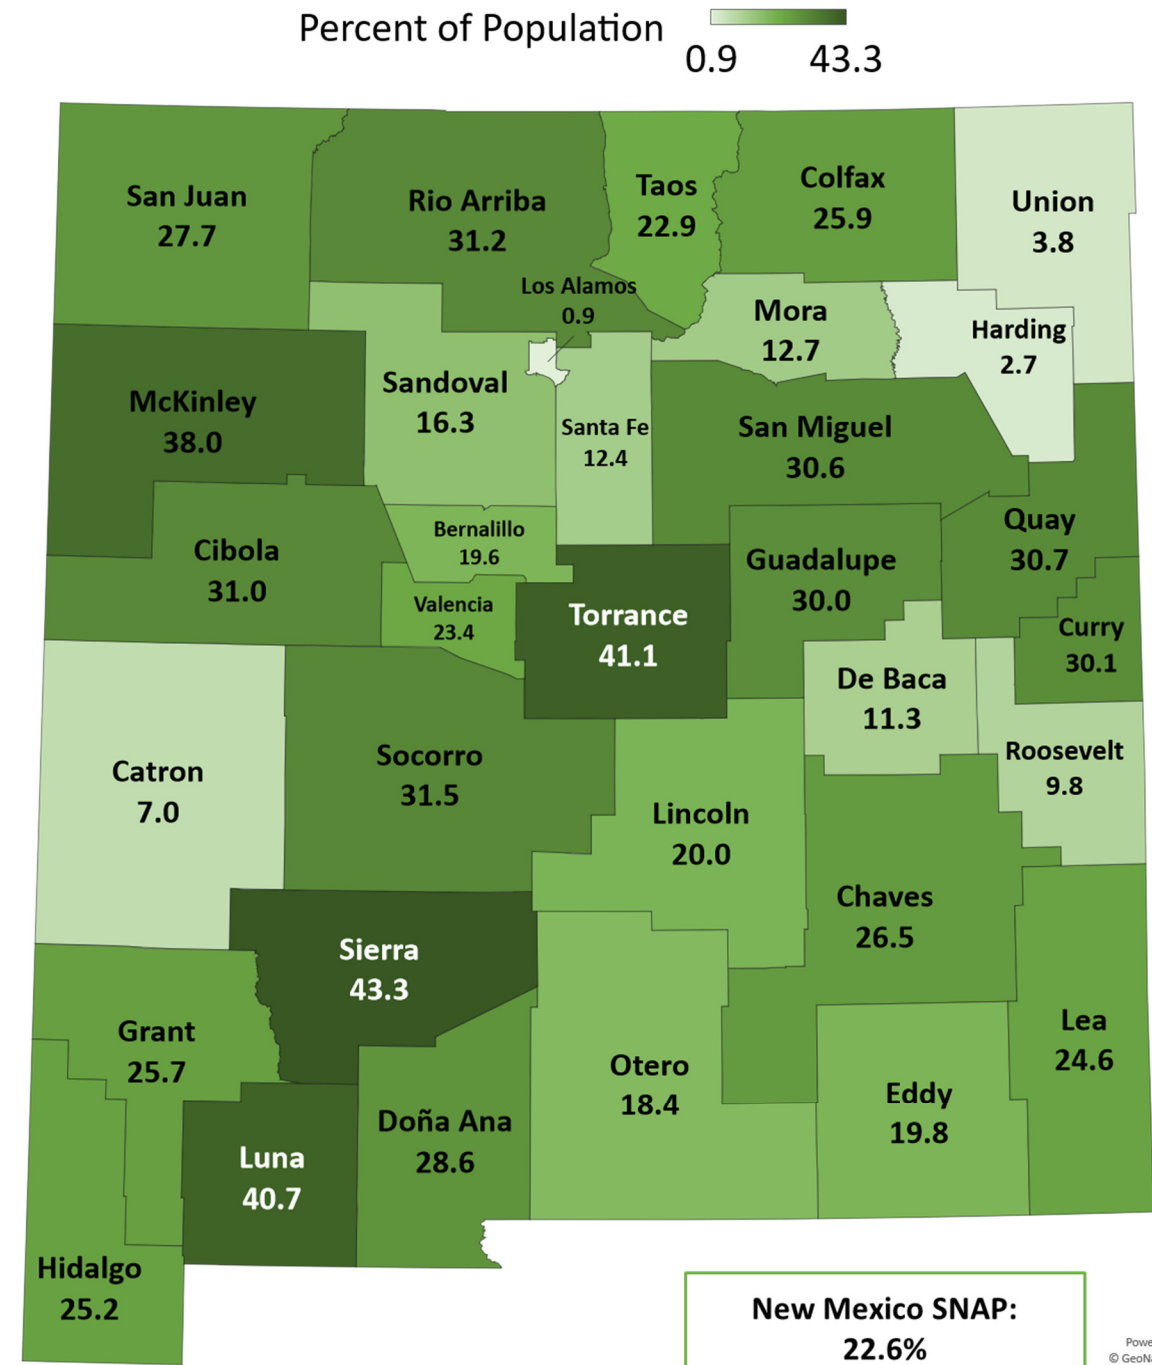 Percent of Population
0.9 43.3
San Juan
27.7
Rio Arriba
31.2
Taos
22.9
Colfax
25.9
Union
3.8
Los Alamos
0.9
Mora
12.7
Harding
2.7
McKinley
38.0
Sandoval
16.3
Santa Fe
12.4
San Miguel
30.6
Quay
30.7
Cibola
31.0
Bernalillo
19.6
Guadalupe
30.0
Valencia
23.4
Torrance
41.1
Curry
30.1
De Baca
11.3
Catron
7.0
Socorro
31.5
Roosevelt
9.8
Lincoln
20.0
Chaves
26.5
Sierra
43.3
Grant
25.7
Otero
18.4
Lea
24.6
Eddy
19.8
Doña Ana
28.6
Luna
40.7
Hidalgo
25.2
New Mexico SNAP:
22.6%
Powe
© GeoNa